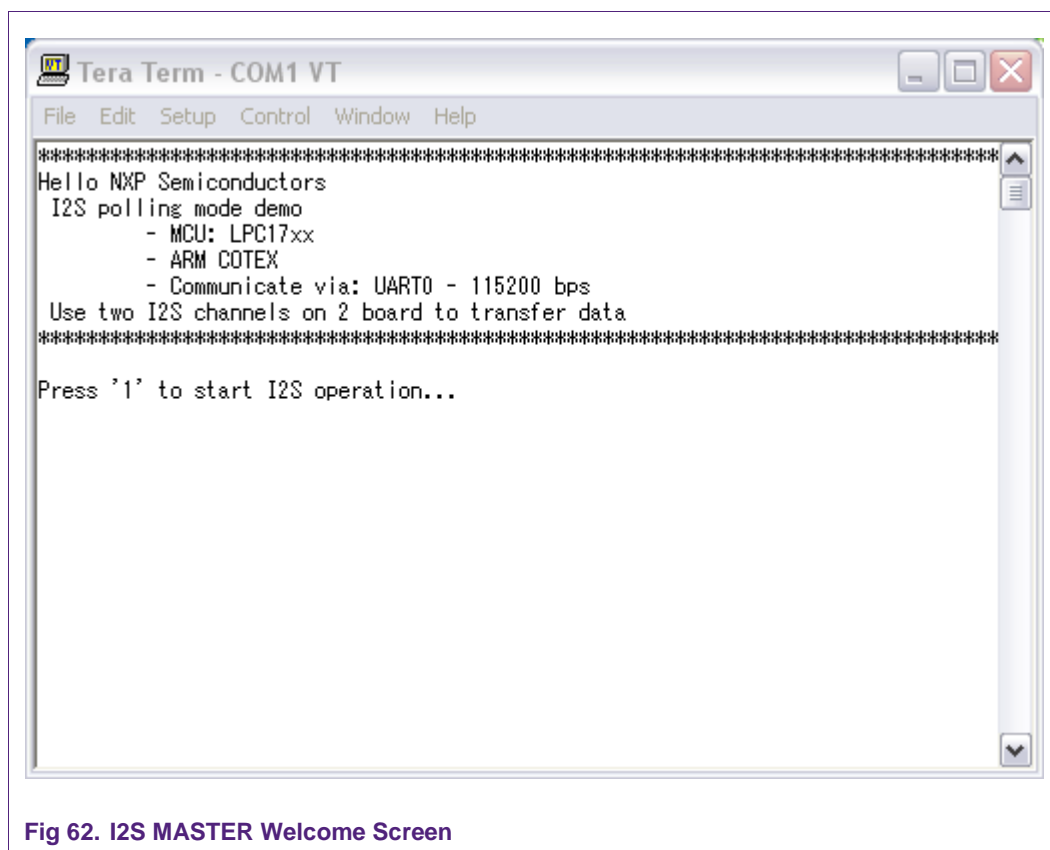 Tera Term - COM1 VT
File Edit Setup Control Window Help
********************************************************************************
Hello NXP Semiconductors
I2S polling mode demo
- MCU: LPC17xx
- ARM COTEX
- Communicate via: UART0 - 115200 bps
Use two I2S channels on 2 board to transfer data
********************************************************************************
Press '1' to start I2S operation...
Fig 62. I2S MASTER Welcome Screen